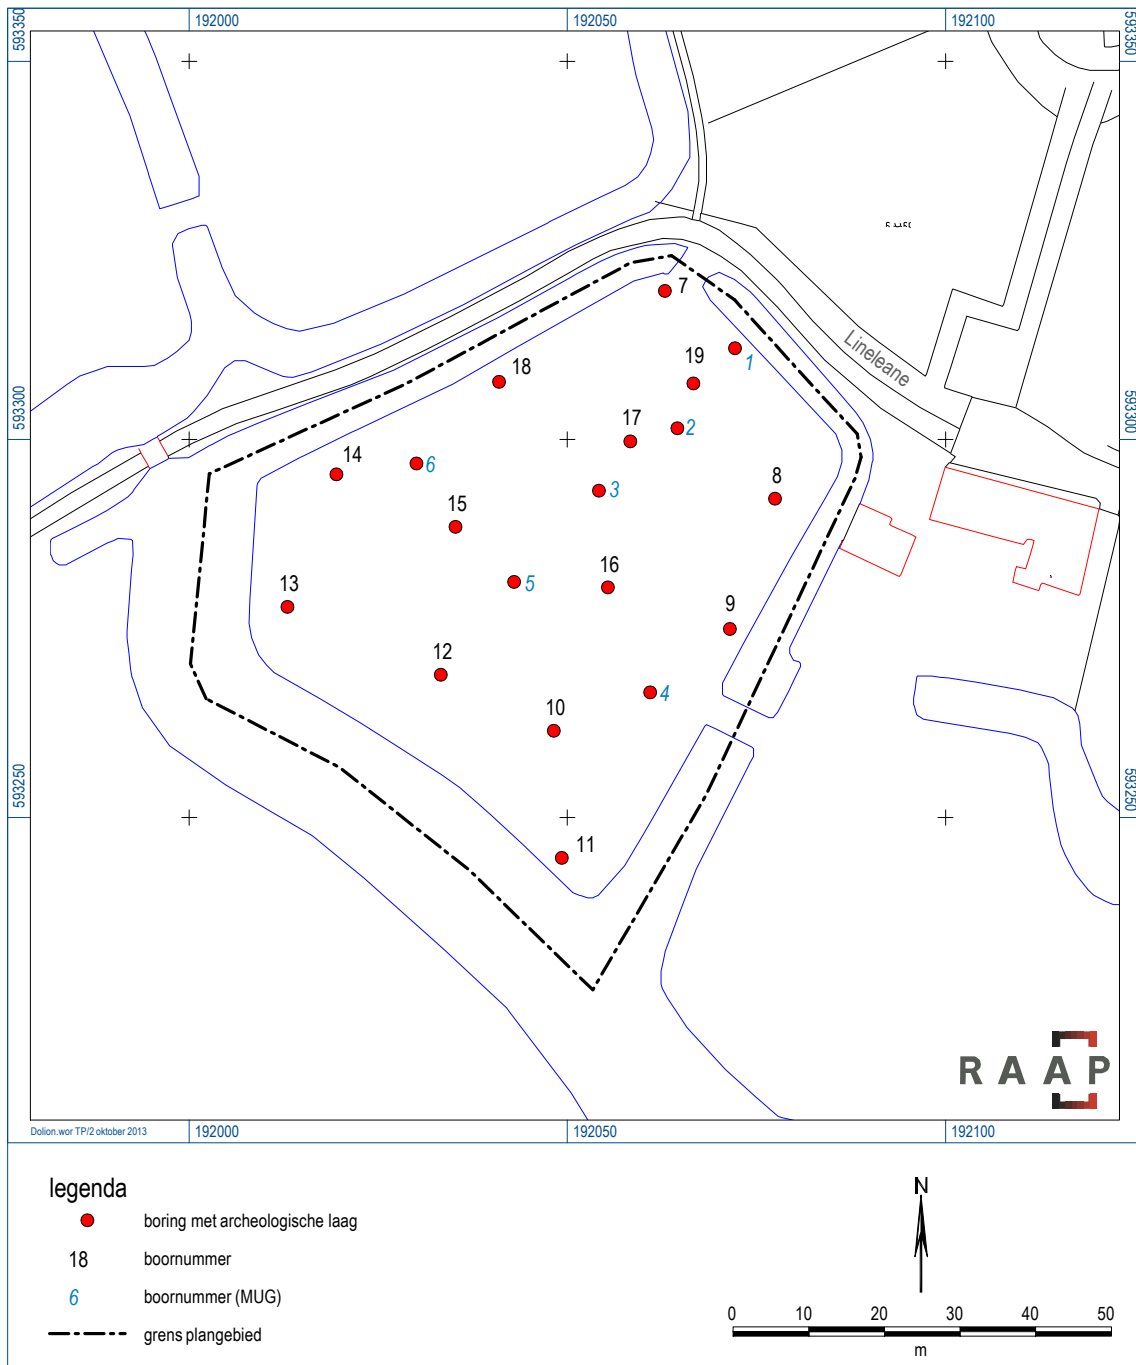 192000 192050 192100
593350 593350
7
19
1
Lineleane
18
17
2
593300 593300
14
6
3
8
15
5
16
13
9
12
4
10
593250 593250
11
RAAP
Dolion.wor TP/2 oktober 2013
192000 192050 192100
legenda
boring met archeologische laag
18 boornummer
6 boornummer (MUG)
grens plangebied
N
0 10 20 30 40 50
m